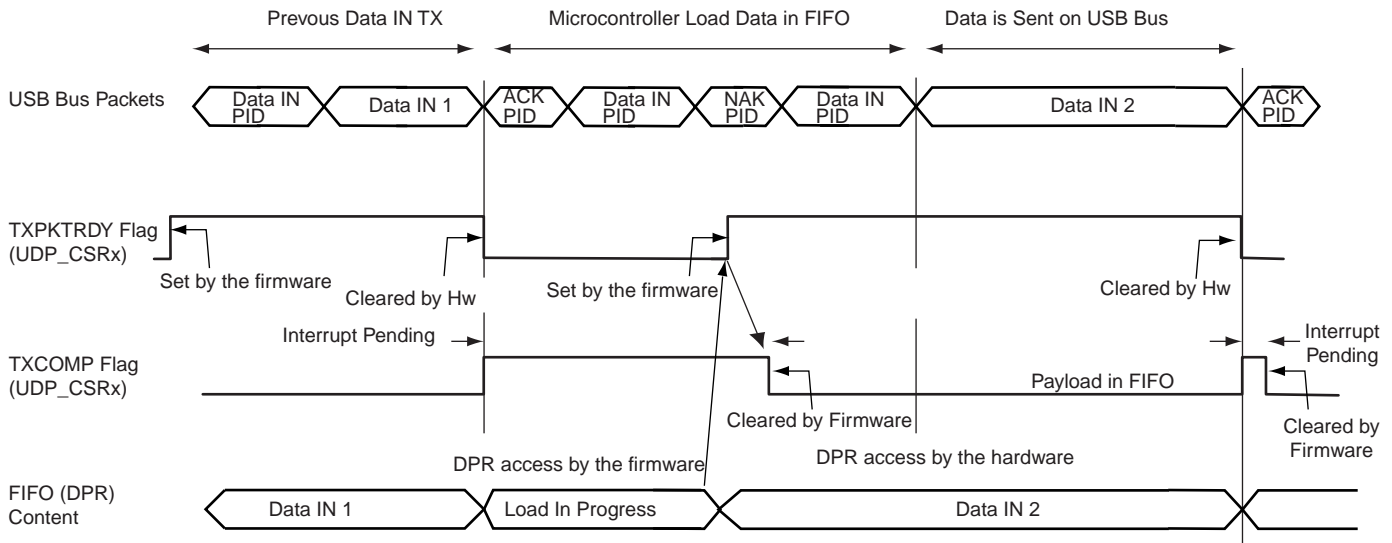 Prevous Data IN TX
Microcontroller Load Data in FIFO
Data is Sent on USB Bus
USB Bus Packets
Data IN
PID
Data IN 1
ACK
PID
Data IN
PID
NAK
PID
Data IN
PID
Data IN 2
ACK
PID
TXPKTRDY Flag
(UDP_CSRx)
Set by the firmware
Cleared by Hw
Set by the firmware
Cleared by Hw
Interrupt Pending
Interrupt
Pending
TXCOMP Flag
(UDP_CSRx)
Payload in FIFO
Cleared by Firmware
Cleared by
Firmware
DPR access by the firmware
DPR access by the hardware
FIFO (DPR)
Content
Data IN 1
Load In Progress
Data IN 2